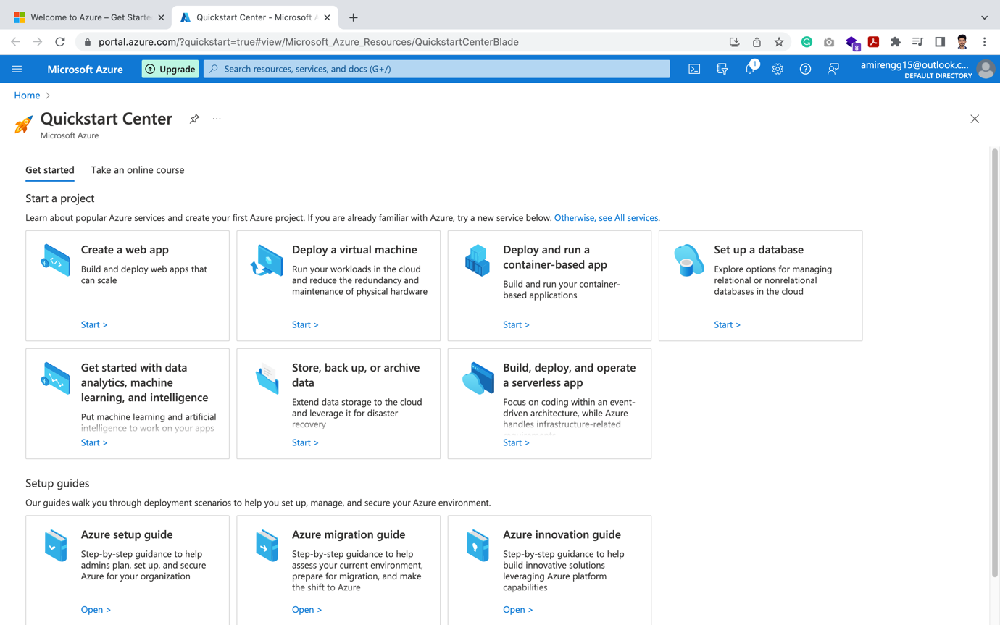 Welcome to Azure – Get Starte
Quickstart Center - Microsoft A
portal.azure.com/?quickstart=true#view/Microsoft_Azure_Resources/QuickstartCenterBlade
8
Microsoft Azure
Upgrade
Search resources, services, and docs (G+/)
1
amirengg15@outlook.c...
DEFAULT DIRECTORY
Home
Quickstart Center
Microsoft Azure
Get started
Take an online course
Start a project
Learn about popular Azure services and create your first Azure project. If you are already familiar with Azure, try a new service below. Otherwise, see All services.
Create a web app
Build and deploy web apps that
can scale
Start >
Deploy a virtual machine
Run your workloads in the cloud
and reduce the redundancy and
maintenance of physical hardware
Start >
Deploy and run a
container-based app
Build and run your container-
based applications
Start >
Set up a database
Explore options for managing
relational or nonrelational
databases in the cloud
Start >
Get started with data
analytics, machine
learning, and intelligence
Put machine learning and artificial
intelligence to work on your apps
Start >
Store, back up, or archive
data
Extend data storage to the cloud
and leverage it for disaster
recovery
Start >
Build, deploy, and operate
a serverless app
Focus on coding within an event-
driven architecture, while Azure
handles infrastructure-related
Start >
Setup guides
Our guides walk you through deployment scenarios to help you set up, manage, and secure your Azure environment.
Azure setup guide
Step-by-step guidance to help
admins plan, set up, and secure
Azure for your organization
Open >
Azure migration guide
Step-by-step guidance to help
assess your current environment,
prepare for migration, and make
the shift to Azure
Open >
Azure innovation guide
Step-by-step guidance to help
build innovative solutions
leveraging Azure platform
capabilities
Open >